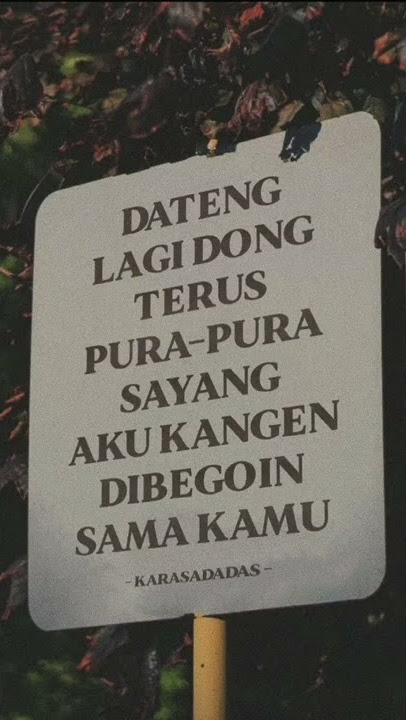 DATENG
LAGI DONG
TERUS
PURA-PURA
SAYANG
AKU KANGEN
DIBEGOIN
SAMA KAMU
-KARASADADAS-